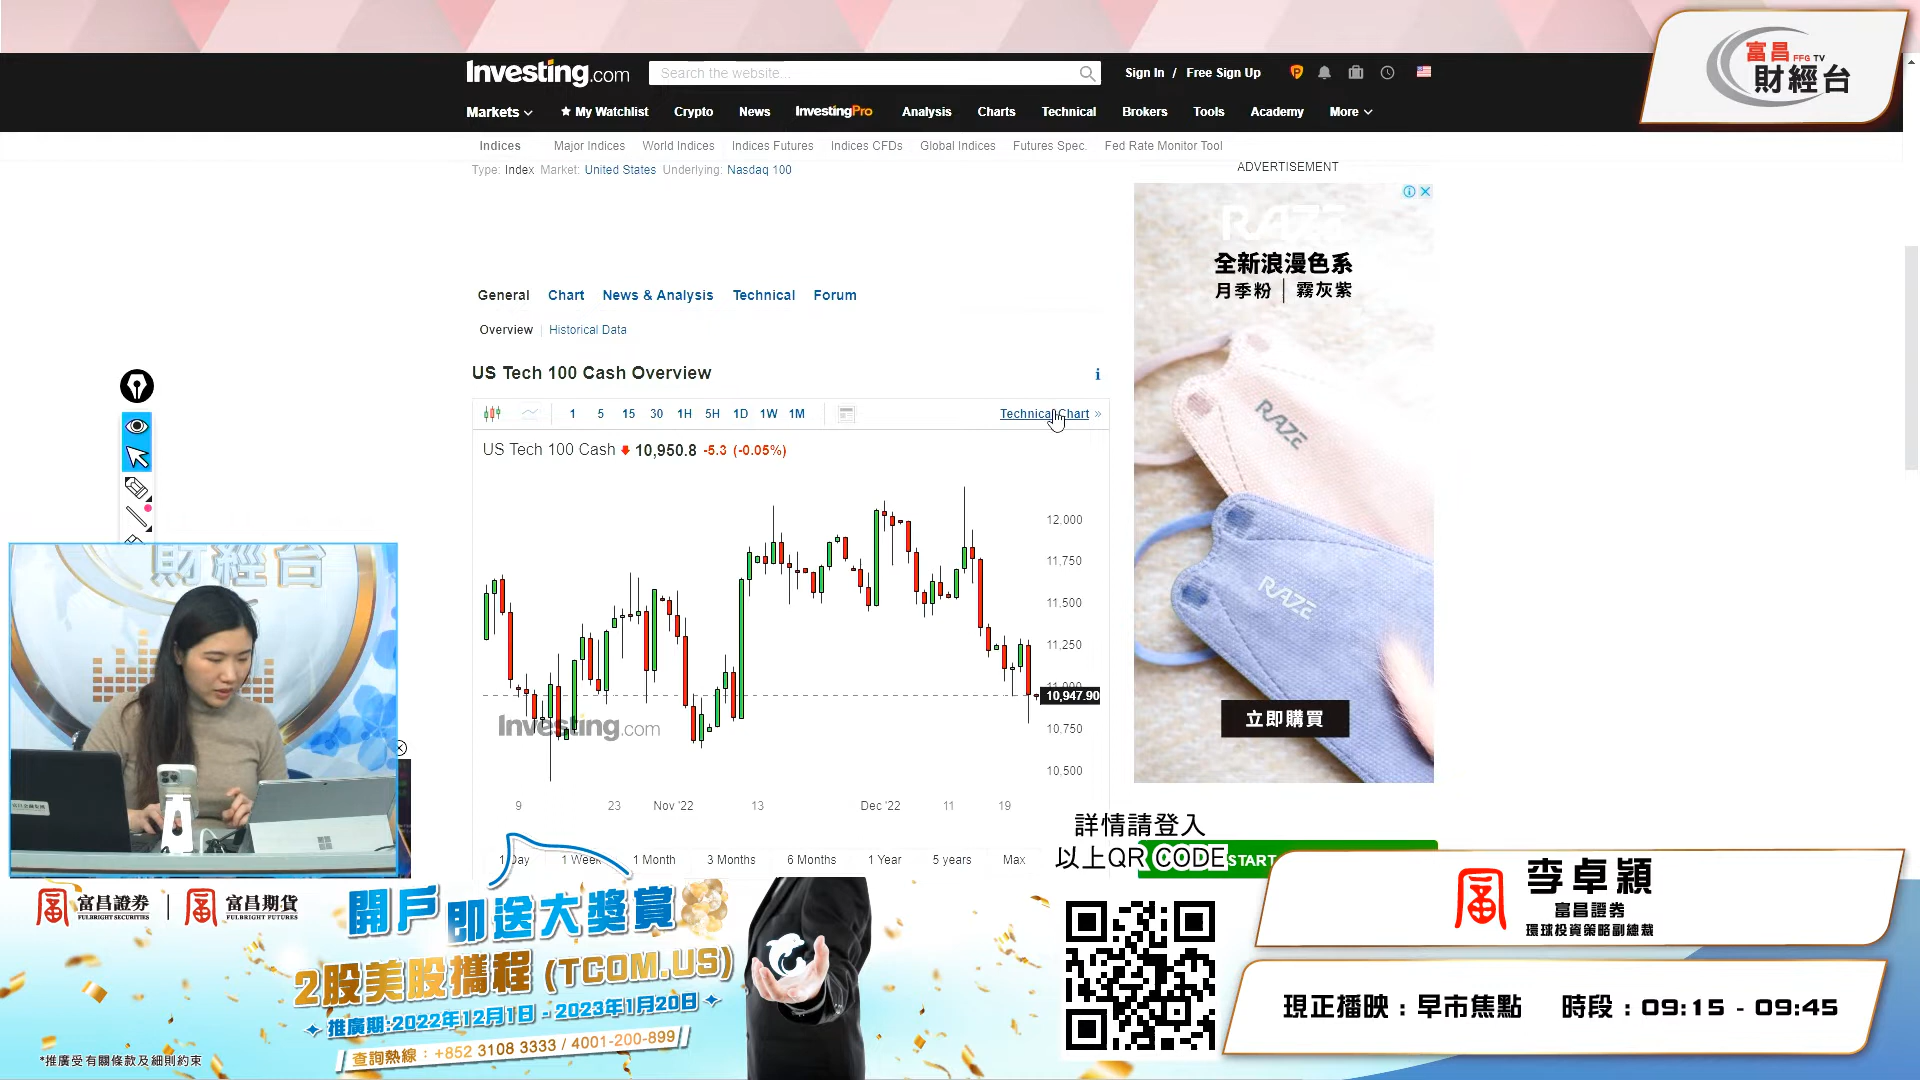 Investing.com
Search the website...
Sign In / Free Sign Up
富昌 FFG TV
財經台
Markets
★ My Watchlist
Crypto
News
InvestingPro
Analysis
Charts
Technical
Brokers
Tools
Academy
More
Indices
Major Indices
World Indices
Indices Futures
Indices CFDs
Global Indices
Futures Spec.
Fed Rate Monitor Tool
Type: Index Market: United States Underlying: Nasdaq 100
ADVERTISEMENT
RAZE
全新浪漫色系
月季粉 | 霧灰紫
RAZE
RAZE
立即購買
General
Chart
News & Analysis
Technical
Forum
Overview | Historical Data
US Tech 100 Cash Overview
1 5 15 30 1H 5H 1D 1W 1M
Technical Chart »
US Tech 100 Cash 10,950.8 -5.3 (-0.05%)
12,000
11,750
11,500
11,250
11,000
10,947.90
10,750
10,500
Investing.com
9 23 Nov '22 13 Dec '22 11 19
1 Day 1 Week 1 Month 3 Months 6 Months 1 Year 5 years Max
財經台
詳情請登入
以上QR CODE
START
富昌證券 | 富昌期貨
FULBRIGHT SECURITIES FULBRIGHT FUTURES
開戶即送大獎賞
2股美股攜程 (TCOM.US)
推廣期:2022年12月1日 - 2023年1月20日
查詢熱線：+852 3108 3333 / 4001-200-899
*推廣受有關條款及細則約束
李卓穎
富昌證券
環球投資策略副總裁
現正播映：早市焦點 時段：09:15 - 09:45